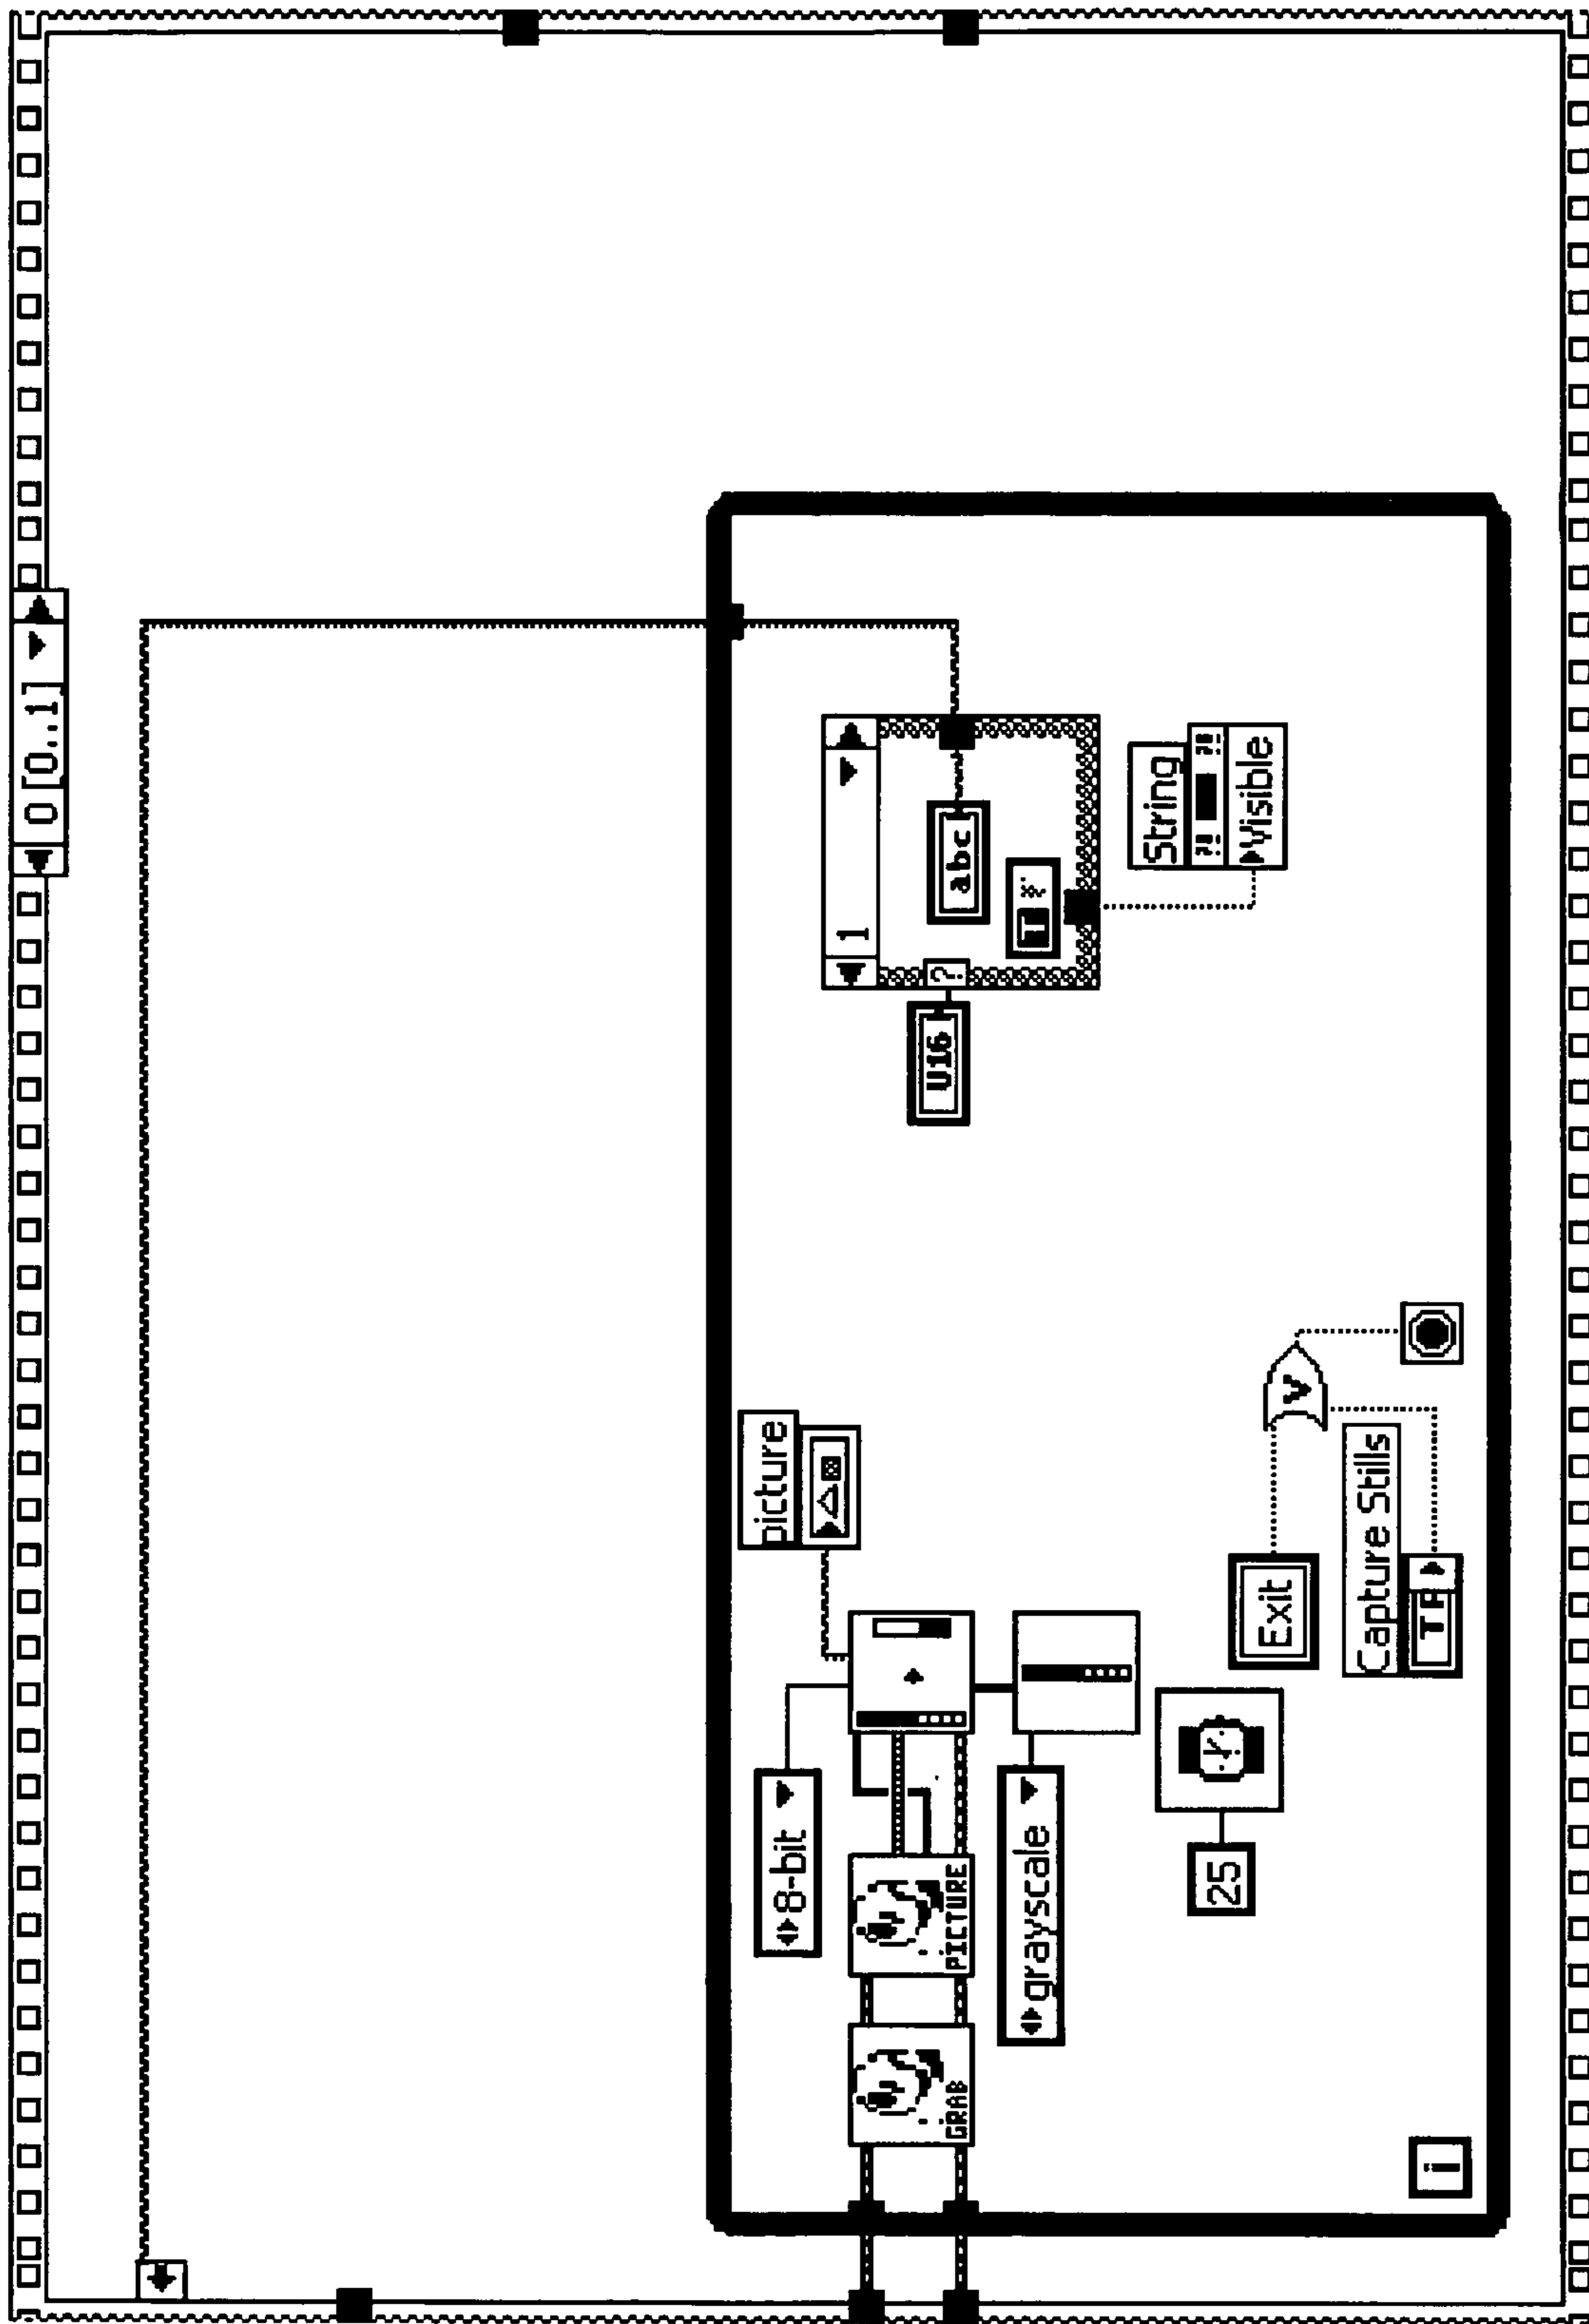 0 [0..1]
picture
8-bit
1
abc
U16
T
GRAB
PICTURE
grayscale
String
Visible
25
Exit
Capture Stills
TF
i